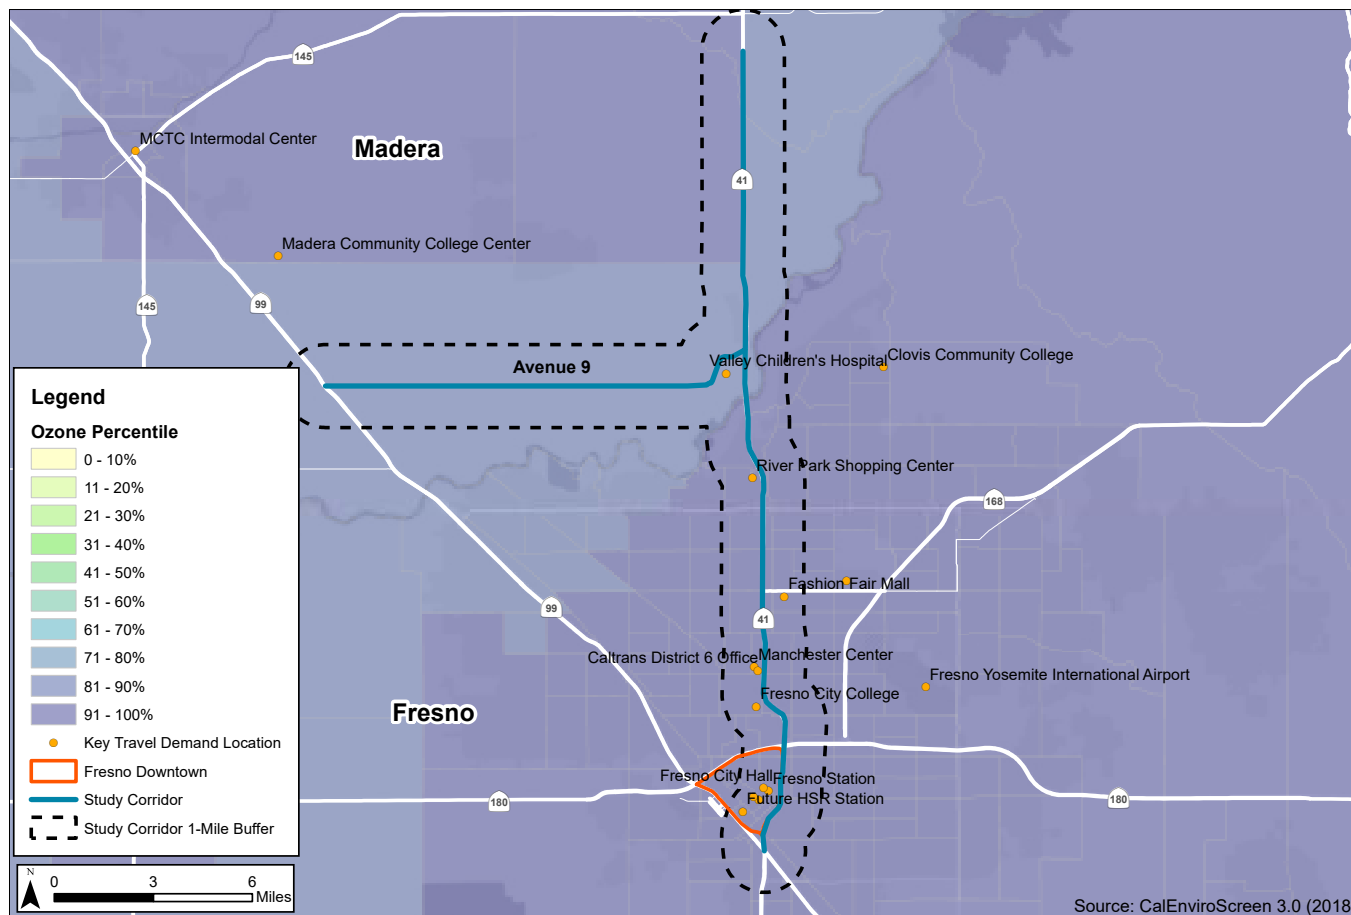 145
MCTC Intermodal Center
Madera
41
Madera Community College Center
145
99
Avenue 9
Valley Children's Hospital
Clovis Community College
River Park Shopping Center
168
Fashion Fair Mall
99
41
Caltrans District 6 Office
Manchester Center
Fresno Yosemite International Airport
Fresno City College
Fresno
Fresno City Hall
Fresno Station
Future HSR Station
180
180
Legend
Ozone Percentile
0 - 10%
11 - 20%
21 - 30%
31 - 40%
41 - 50%
51 - 60%
61 - 70%
71 - 80%
81 - 90%
91 - 100%
Key Travel Demand Location
Fresno Downtown
Study Corridor
Study Corridor 1-Mile Buffer
N
0 3 6
Miles
Source: CalEnviroScreen 3.0 (2018